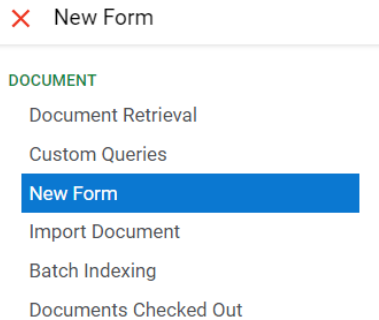 New Form
DOCUMENT
Document Retrieval
Custom Queries
New Form
Import Document
Batch Indexing
Documents Checked Out